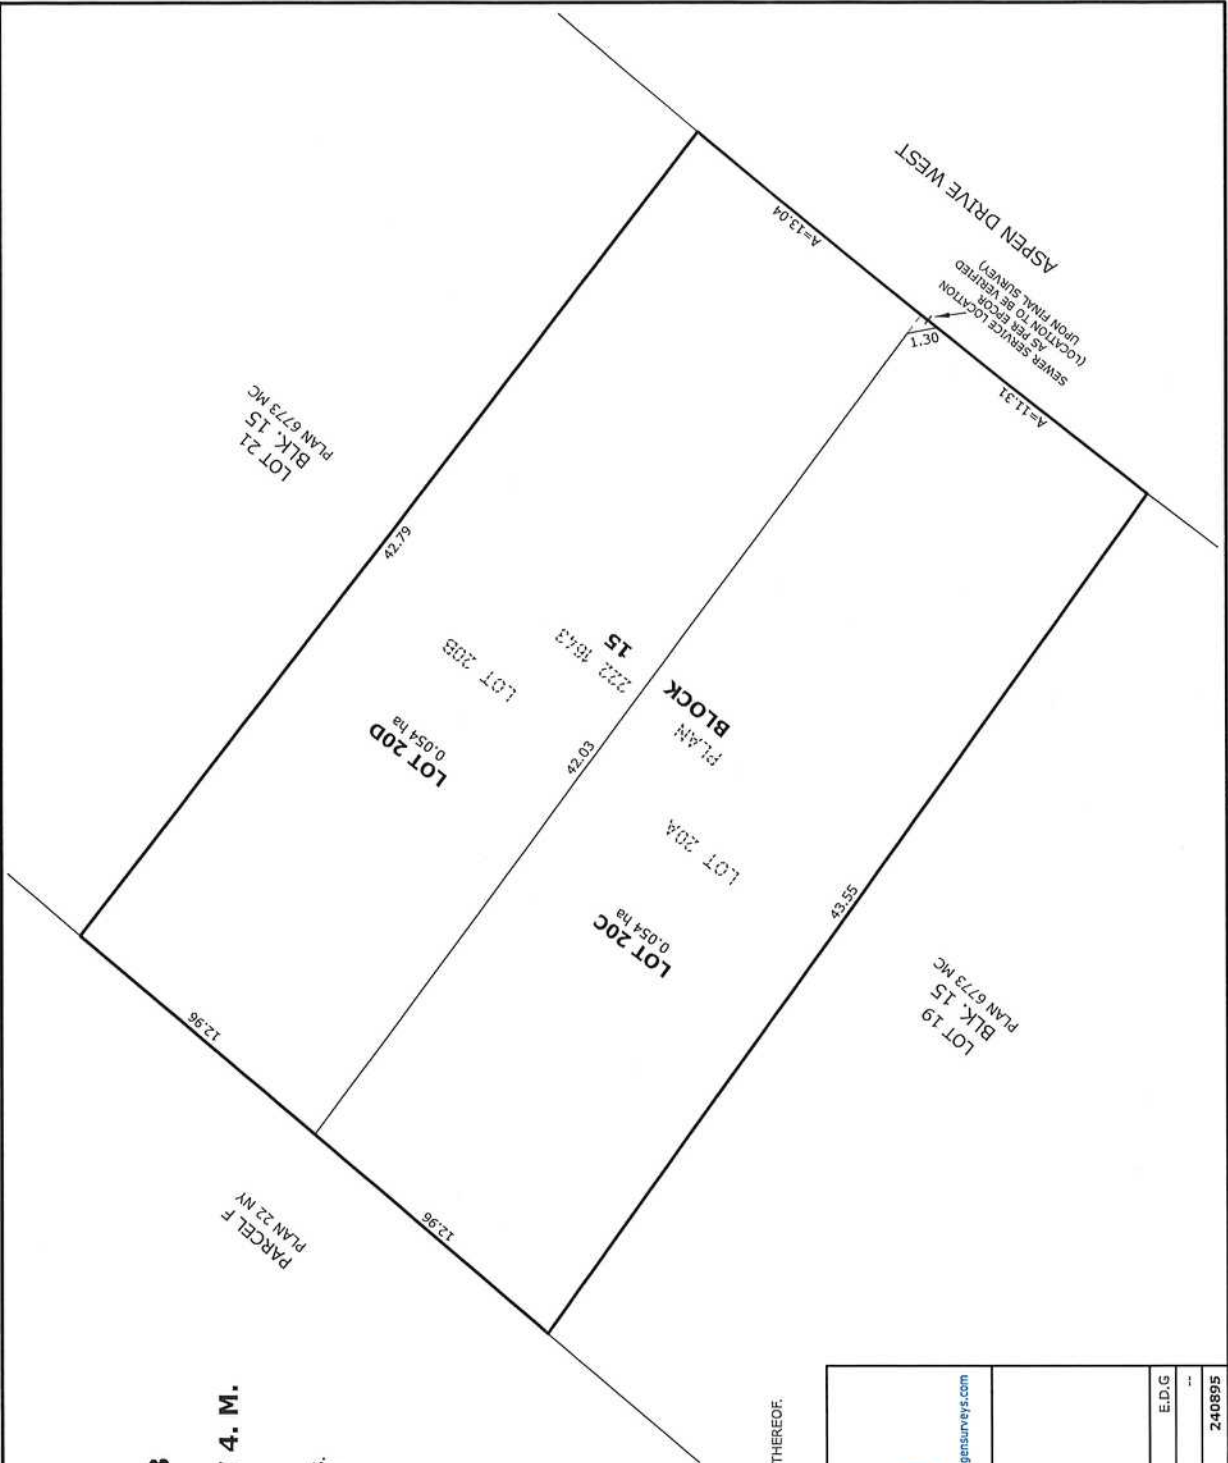 ASPEN DRIVE WEST
A=13.04
SEWER SERVICE LOCATION
AS PER EPCOR
(LOCATION TO BE VERIFIED
UPON FINAL SURVEY)
1.30
A=11.31
LOT 21
BLK. 15
PLAN 6773 MC
42.79
LOT 20B
LOT 20D
0.054 ha
PLAN
222 1643
BLOCK
15
42.03
LOT 20A
LOT 20C
0.054 ha
43.55
LOT 19
BLK. 15
PLAN 6773 MC
12.96
12.96
PARCEL F
PLAN 22 NY
4. M.
THEREOF.
gensurveys.com
E.D.G
--
240895